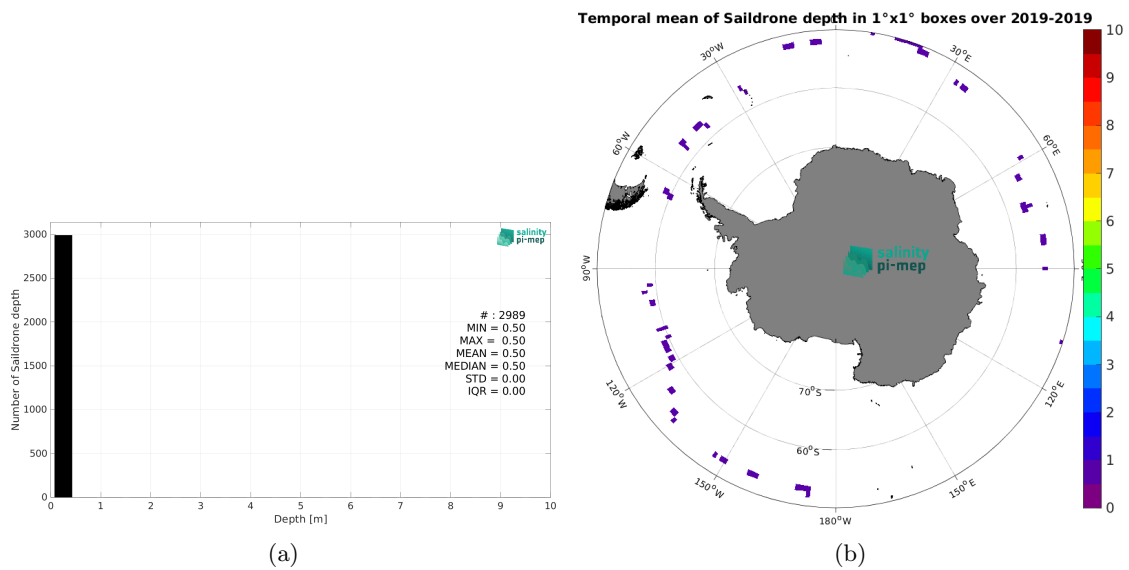 3000
2500
2000
1500
1000
500
0
Number of Saildrone depth
salinity
pi-mep
# : 2989
MIN = 0.50
MAX = 0.50
MEAN = 0.50
MEDIAN = 0.50
STD = 0.00
IQR = 0.00
0 1 2 3 4 5 6 7 8 9 10
Depth [m]
(a)
Temporal mean of Saildrone depth in 1°x1° boxes over 2019-2019
30°W
30°E
60°W
60°E
90°W
120°W
120°E
150°W
150°E
180°W
70°S
60°S
salinity
pi-mep
10
9
8
7
6
5
4
3
2
1
0
(b)